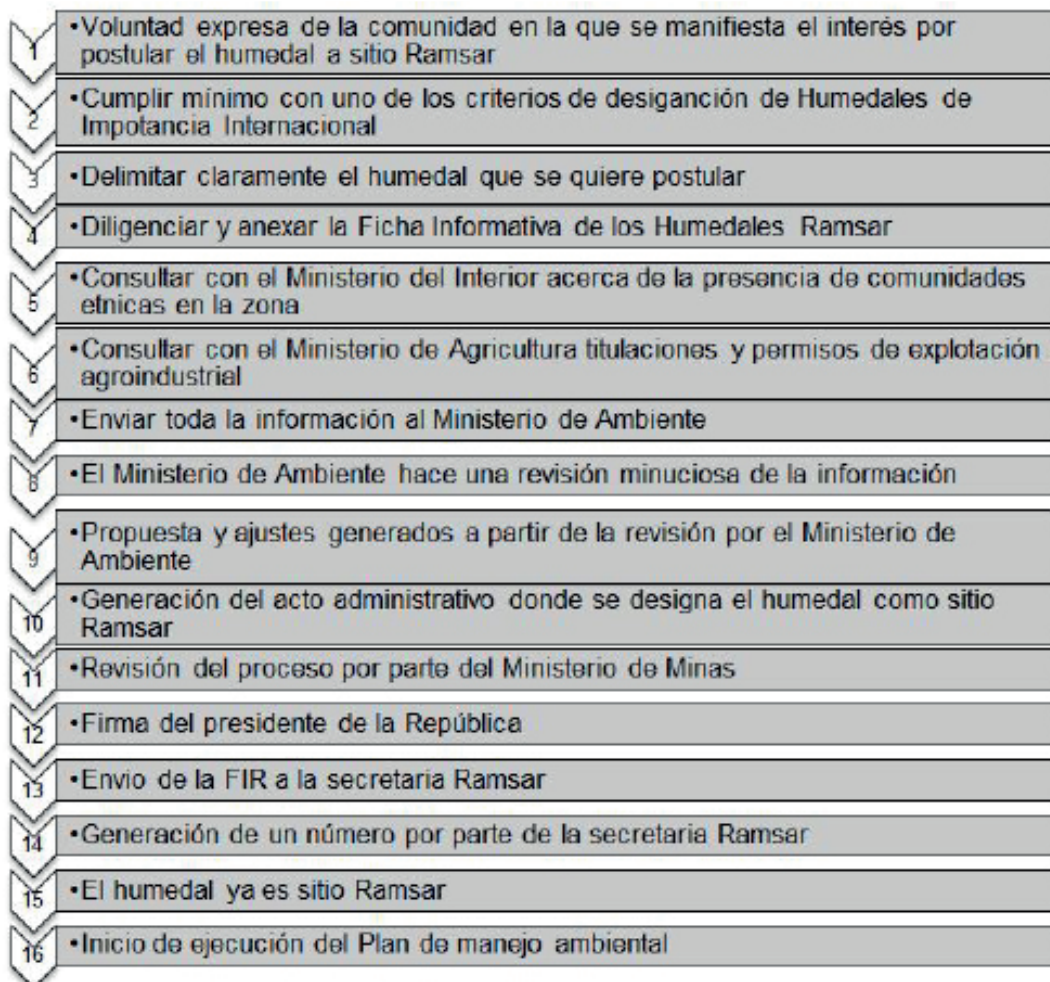 1
•Voluntad expresa de la comunidad en la que se manifiesta el interés por
postular el humedal a sitio Ramsar
2
•Cumplir mínimo con uno de los criterios de desigancción de Humedales de
Impotancia Internacional
3
•Delimitar claramente el humedal que se quiere postular
4
•Diligenciar y anexar la Ficha Informativa de los Humedales Ramsar
5
•Consultar con el Ministerio del Interior acerca de la presencia de comunidades
etnicas en la zona
6
•Consultar con el Ministerio de Agricultura titulaciones y permisos de explotación
agroindustrial
7
•Enviar toda la información al Ministerio de Ambiente
8
•El Ministerio de Ambiente hace una revisión minuciosa de la información
9
•Propuesta y ajustes generados a partir de la revisión por el Ministerio de
Ambiente
10
•Generación del acto administrativo donde se designa el humedal como sitio
Ramsar
11
•Revisión del proceso por parte del Ministerio de Minas
12
•Firma del presidente de la República
13
•Envio de la FIR a la secretaria Ramsar
14
•Generación de un número por parte de la secretaria Ramsar
15
•El humedal ya es sitio Ramsar
16
•Inicio de ejecución del Plan de manejo ambiental